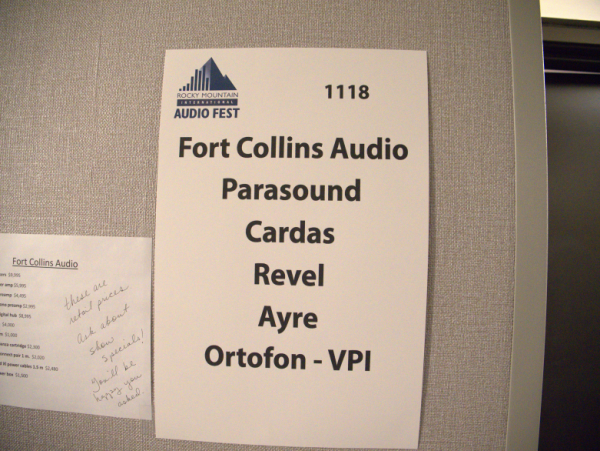 ROCKY MOUNTAIN
INTERNATIONAL
AUDIO FEST
1118
Fort Collins Audio
Parasound
Cardas
Revel
Ayre
Ortofon - VPI
Fort Collins Audio
these are
retail prices
ask about
show
specials!
You'll be
happy you
asked.